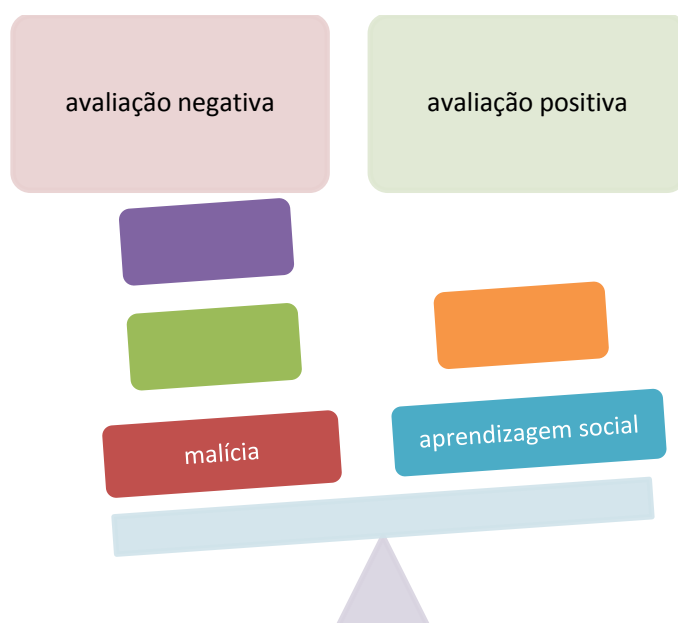 avaliação negativa
avaliação positiva
malícia
aprendizagem social